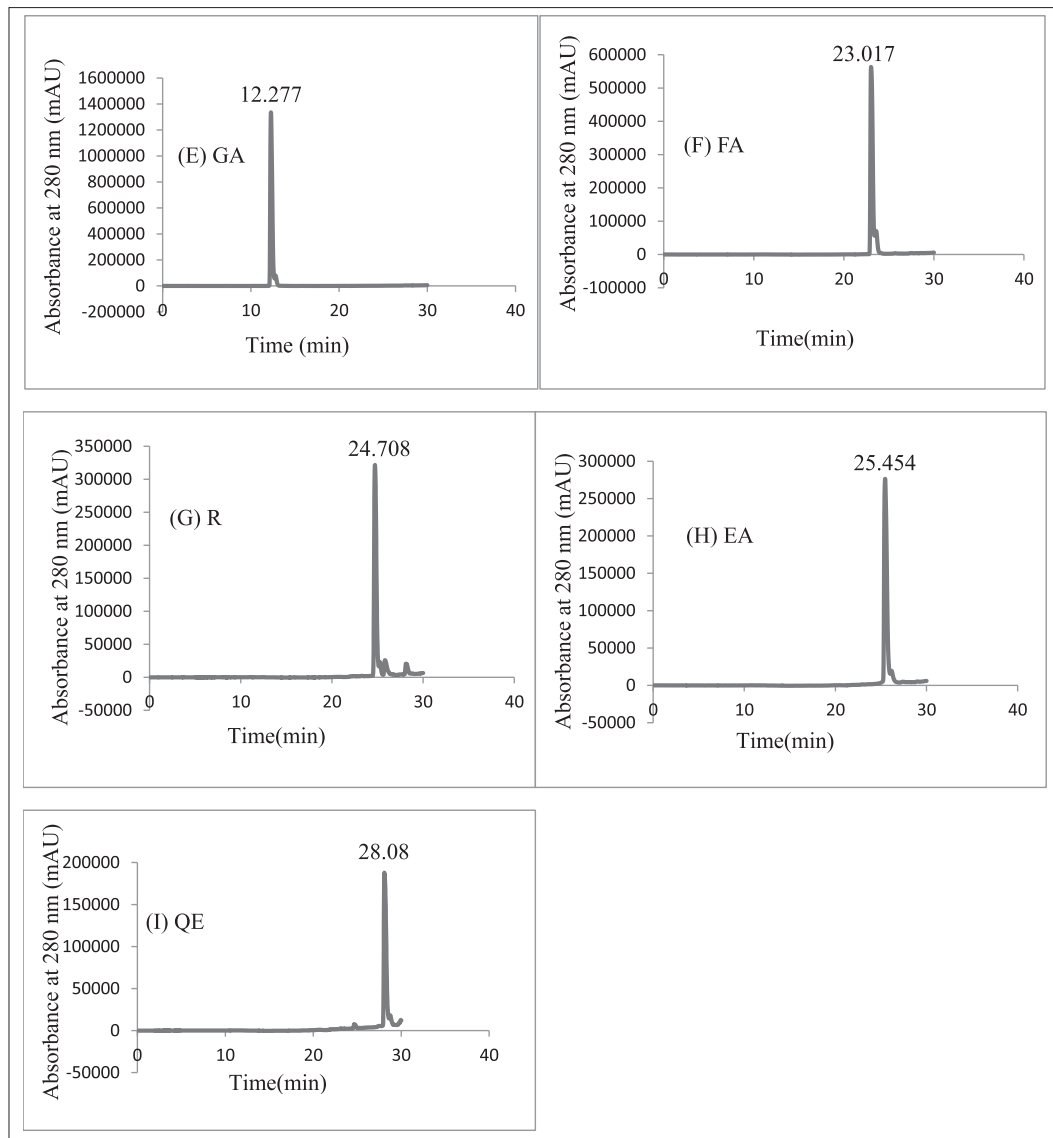 Absorbance at 280 nm (mAU)
1600000
1400000
1200000
1000000
800000
600000
400000
200000
0
-200000
12.277
(E) GA
0 10 20 30 40
Time (min)
Absorbance at 280 nm (mAU)
600000
500000
400000
300000
200000
100000
0
-100000
23.017
(F) FA
0 10 20 30 40
Time(min)
Absorbance at 280 nm (mAU)
350000
300000
250000
200000
150000
100000
50000
0
-50000
24.708
(G) R
0 10 20 30 40
Time(min)
Absorbance at 280 nm (mAU)
300000
250000
200000
150000
100000
50000
0
-50000
25.454
(H) EA
0 10 20 30 40
Time(min)
Absorbance at 280 nm (mAU)
200000
150000
100000
50000
0
-50000
28.08
(I) QE
0 10 20 30 40
Time(min)